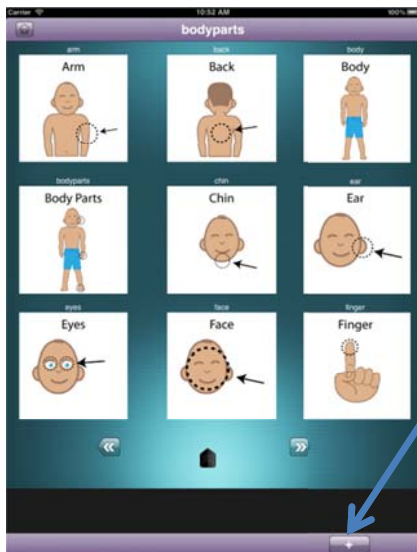 Carrier 10:52 AM 100%
bodyparts
arm back body
Arm Back Body
bodyparts chin ear
Body Parts Chin Ear
eyes face finger
Eyes Face Finger
+